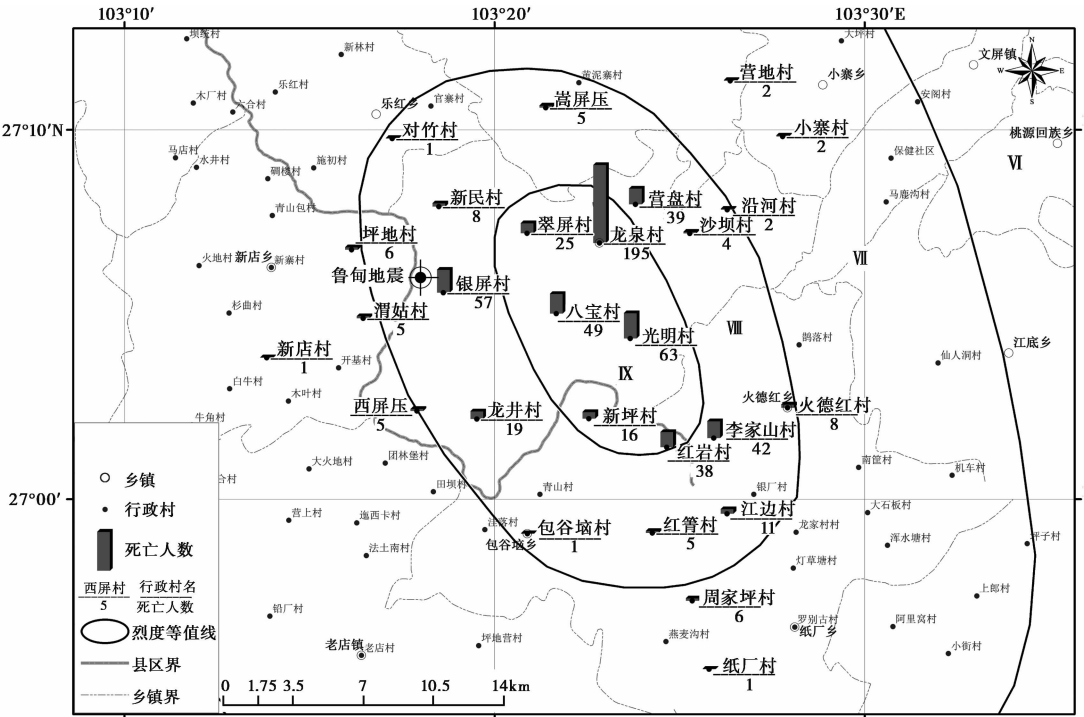 103°10′ 103°20′ 103°30′E
坝统村
新林村
大坪村
文屏镇
N
W E
S
黄泥寨村
营地村
2
小寨乡
木厂村
乐红村
六合村
乐红乡
官寨村
嵩屏压
5
安阁村
27°10′N
对竹村
1
小寨村
2
桃源回族乡
Ⅵ
马店村
水井村
碉楼村
施初村
保健社区
青山包村
新民村
8
翠屏村
25
龙泉村
195
营盘村
39
沙坝村
4
沿河村
2
马鹿沟村
坪地村
6
火地村
新店乡
新寨村
鲁甸地震
银屏村
57
Ⅶ
杉曲村
渭姑村
5
八宝村
49
光明村
63
Ⅷ
鹊落村
江底乡
新店村
1
开基村
仙人洞村
Ⅸ
白牛村
木叶村
牛角村
西屏压
5
龙井村
19
新坪村
16
火德红乡
火德红村
8
李家山村
42
红岩村
38
大火地村
团林堡村
南筐村
机车村
合村
27°00′
田坝村
青山村
银厂村
营上村
迤西卡村
洼落村
包谷垴村
1
包谷垴乡
红箐村
5
江边村
11
大石板村
龙家村村
法土南村
浑水塘村
坪子村
灯草塘村
周家坪村
6
上郎村
铅厂村
罗别古村
纸厂乡
阿里窝村
老店镇
老店村
坪地营村
燕麦沟村
小街村
纸厂村
1
乡镇
行政村
死亡人数
西屏村 行政村名
5 死亡人数
烈度等值线
县区界
乡镇界
0 1.75 3.5 7 10.5 14km